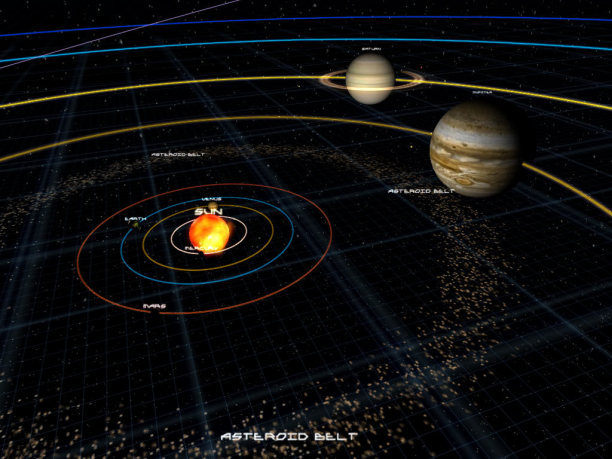 SATURN
JUPITER
ASTEROID BELT
ASTEROID BELT
VENUS
SUN
EARTH
MERCURY
MARS
ASTEROID BELT